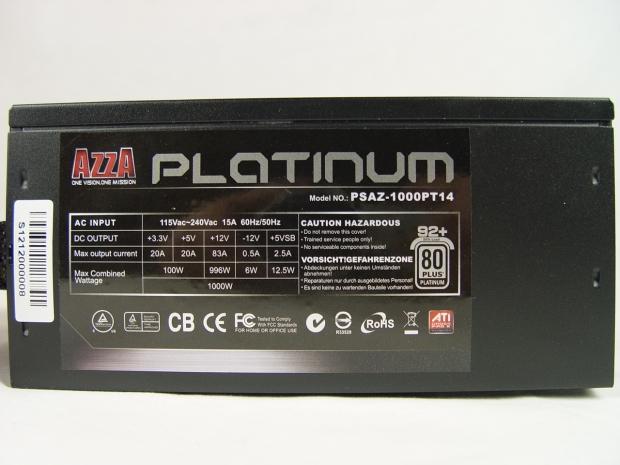 AZZA
ONE VISION,ONE MISSION
PLATINUM
MODEL NO.: PSAZ-1000PT14
AC INPUT 115Vac~240Vac 15A 60Hz/50Hz
DC OUTPUT +3.3V +5V +12V -12V +5VSB
Max output current 20A 20A 83A 0.5A 2.5A
Max Combined Wattage 100W 996W 6W 12.5W
1000W
CAUTION HAZARDOUS
- Do not remove this cover!
- Trained service people only!
- No serviceable components inside!
VORSICHTIGEFAHRENZONE
- Abdeckungen unter keinen Umständen
abnehmen!
- Reparaturen nur durch ausgebildetes Personal!
- Es sind keine zu wartenden Bauteile vorhanden!
92+
80
PLUS
PLATINUM
CB CE FC Tested to Comply
With FCC Standards
FOR HOME OR OFFICE USE
N
R33529
RoHS
ATI
S1212000008